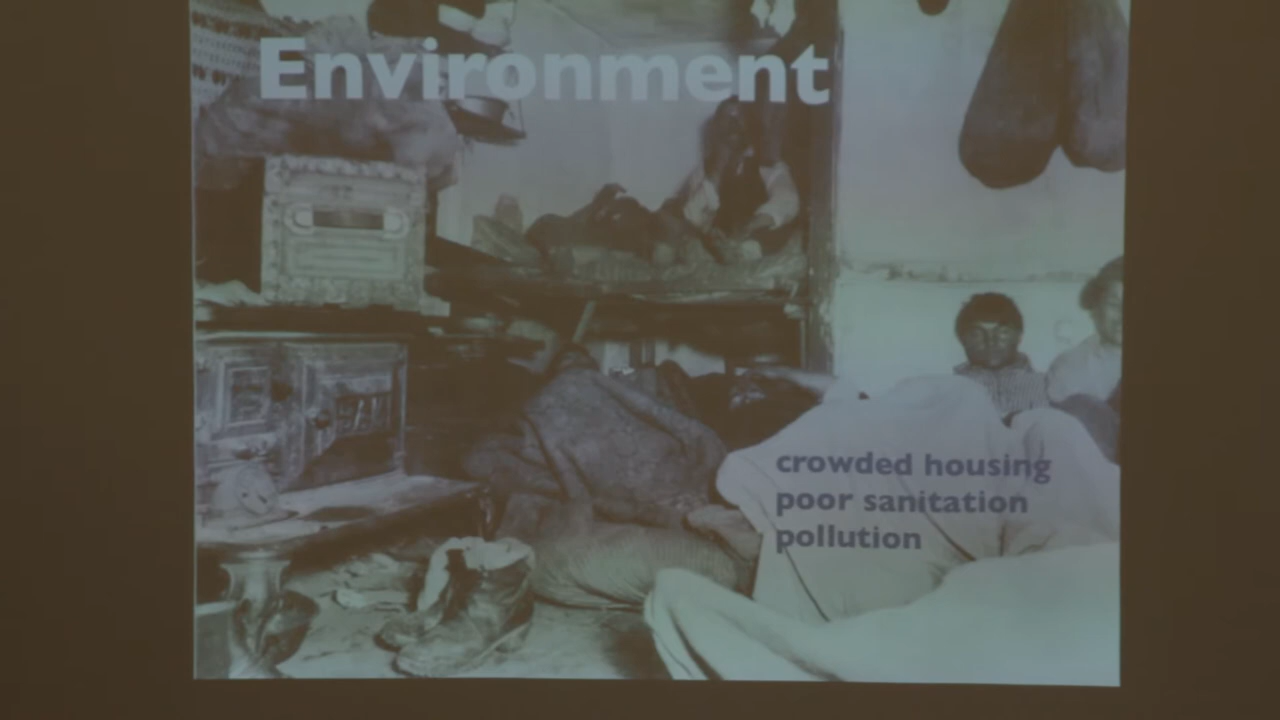 Environment
crowded housing
poor sanitation
pollution